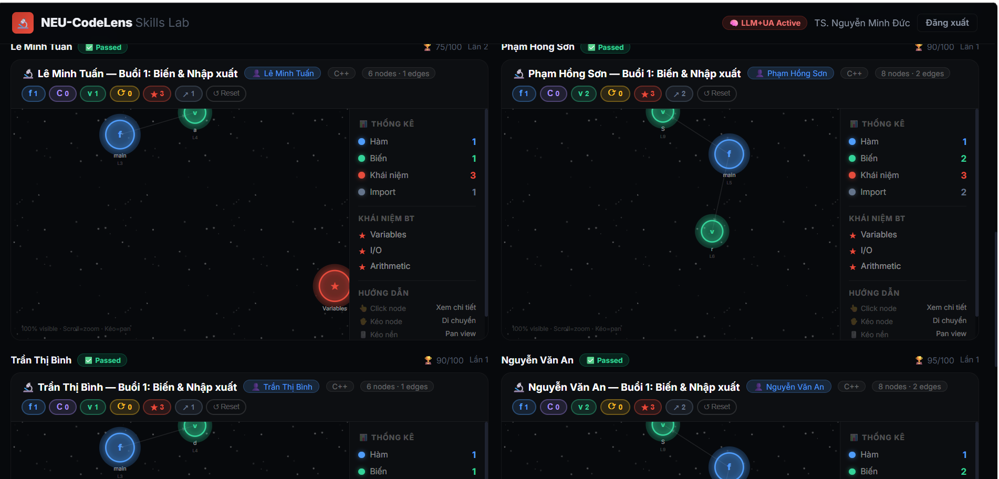 NEU-CodeLens Skills Lab
LLM+UA Active TS. Nguyễn Minh Đức Đăng xuất
Lê Minh Tuấn Passed 75/100 Lần 2
Lê Minh Tuấn — Buổi 1: Biến & Nhập xuất Lê Minh Tuấn C++ 6 nodes · 1 edges
f 1 C 0 v 1 ⟳ 0 ★ 3 ↗ 1 ↺ Reset
v
a
L4
f
main
L3
★
Variables
100% visible · Scroll=zoom · Kéo=pan
THỐNG KÊ
Hàm 1
Biến 1
Khái niệm 3
Import 1
KHÁI NIỆM BT
★ Variables
★ I/O
★ Arithmetic
HƯỚNG DẪN
Click node Xem chi tiết
Kéo node Di chuyển
Kéo nền Pan view
Phạm Hồng Sơn Passed 90/100 Lần 1
Phạm Hồng Sơn — Buổi 1: Biến & Nhập xuất Phạm Hồng Sơn C++ 8 nodes · 2 edges
f 1 C 0 v 2 ⟳ 0 ★ 3 ↗ 2 ↺ Reset
v
S
L9
f
main
L5
v
r
L6
100% visible · Scroll=zoom · Kéo=pan
THỐNG KÊ
Hàm 1
Biến 2
Khái niệm 3
Import 2
KHÁI NIỆM BT
★ Variables
★ I/O
★ Arithmetic
HƯỚNG DẪN
Click node Xem chi tiết
Kéo node Di chuyển
Kéo nền Pan view
Trần Thị Bình Passed 90/100 Lần 1
Trần Thị Bình — Buổi 1: Biến & Nhập xuất Trần Thị Bình C++ 6 nodes · 1 edges
f 1 C 0 v 1 ⟳ 0 ★ 3 ↗ 1 ↺ Reset
v
d
L4
f
main
L3
THỐNG KÊ
Hàm 1
Biến 1
Nguyễn Văn An Passed 95/100 Lần 1
Nguyễn Văn An — Buổi 1: Biến & Nhập xuất Nguyễn Văn An C++ 8 nodes · 2 edges
f 1 C 0 v 2 ⟳ 0 ★ 3 ↗ 2 ↺ Reset
v
S
L9
f
THỐNG KÊ
Hàm 1
Biến 2